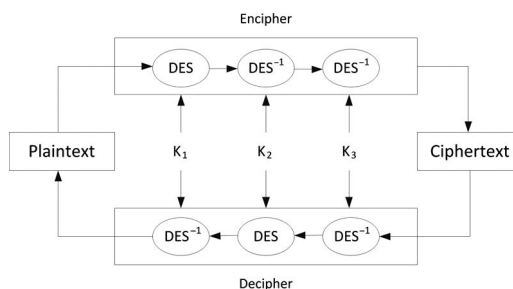 Encipher
DES DES⁻¹ DES⁻¹
Plaintext K₁ K₂ K₃ Ciphertext
DES⁻¹ DES DES⁻¹
Decipher